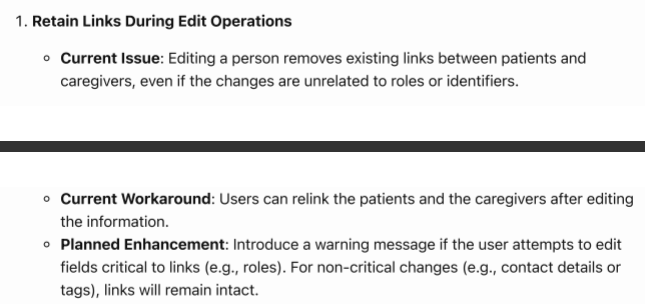 1. Retain Links During Edit Operations
○ Current Issue: Editing a person removes existing links between patients and
caregivers, even if the changes are unrelated to roles or identifiers.
○ Current Workaround: Users can relink the patients and the caregivers after editing
the information.
○ Planned Enhancement: Introduce a warning message if the user attempts to edit
fields critical to links (e.g., roles). For non-critical changes (e.g., contact details or
tags), links will remain intact.